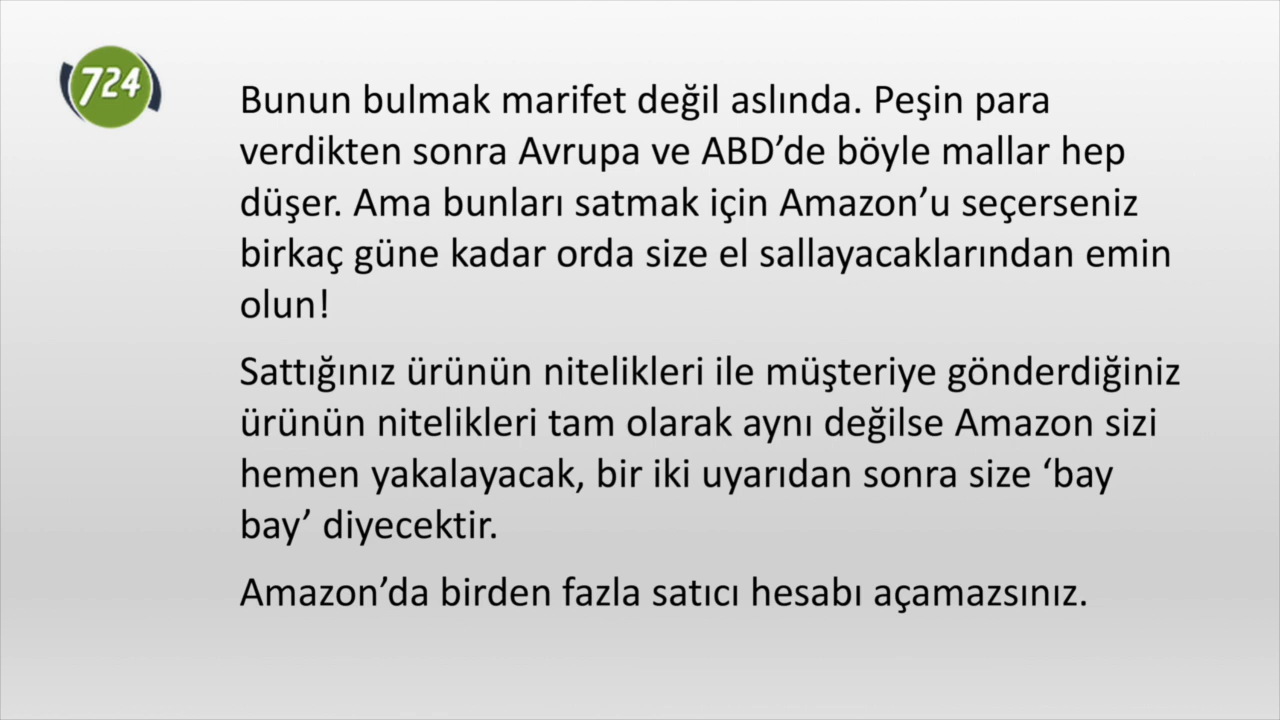 724
Bunun bulmak marifet değil aslında. Peşin para
verdikten sonra Avrupa ve ABD’de böyle mallar hep
düşer. Ama bunları satmak için Amazon’u seçerseniz
birkaç güne kadar orda size el sallayacaklarından emin
olun!
Sattığınız ürünün nitelikleri ile müşteriye gönderdiğiniz
ürünün nitelikleri tam olarak aynı değilse Amazon sizi
hemen yakalayacak, bir iki uyarıdan sonra size ‘bay
bay’ diyecektir.
Amazon’da birden fazla satıcı hesabı açamazsınız.